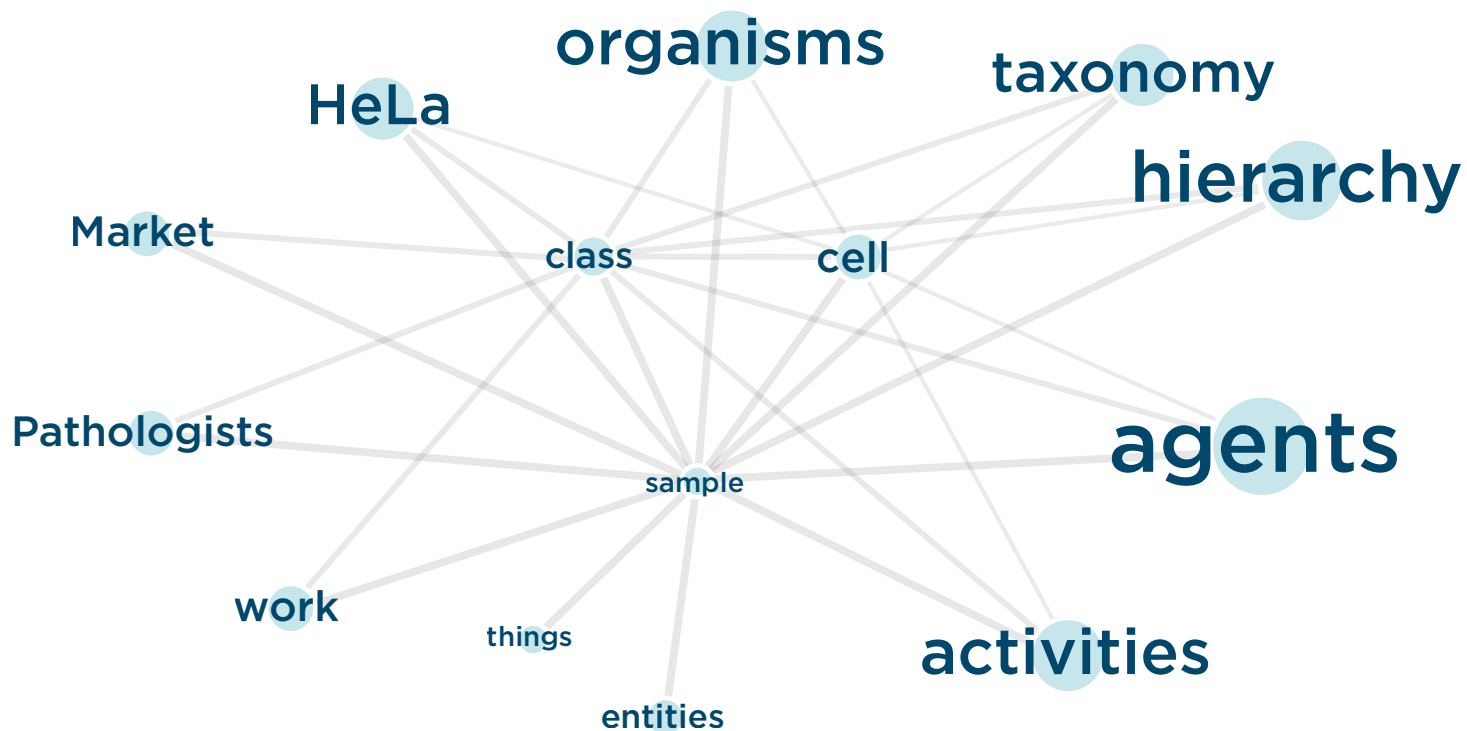 organisms
taxonomy
HeLa
hierarchy
Market
class
cell
Pathologists
agents
sample
work
things
activities
entities